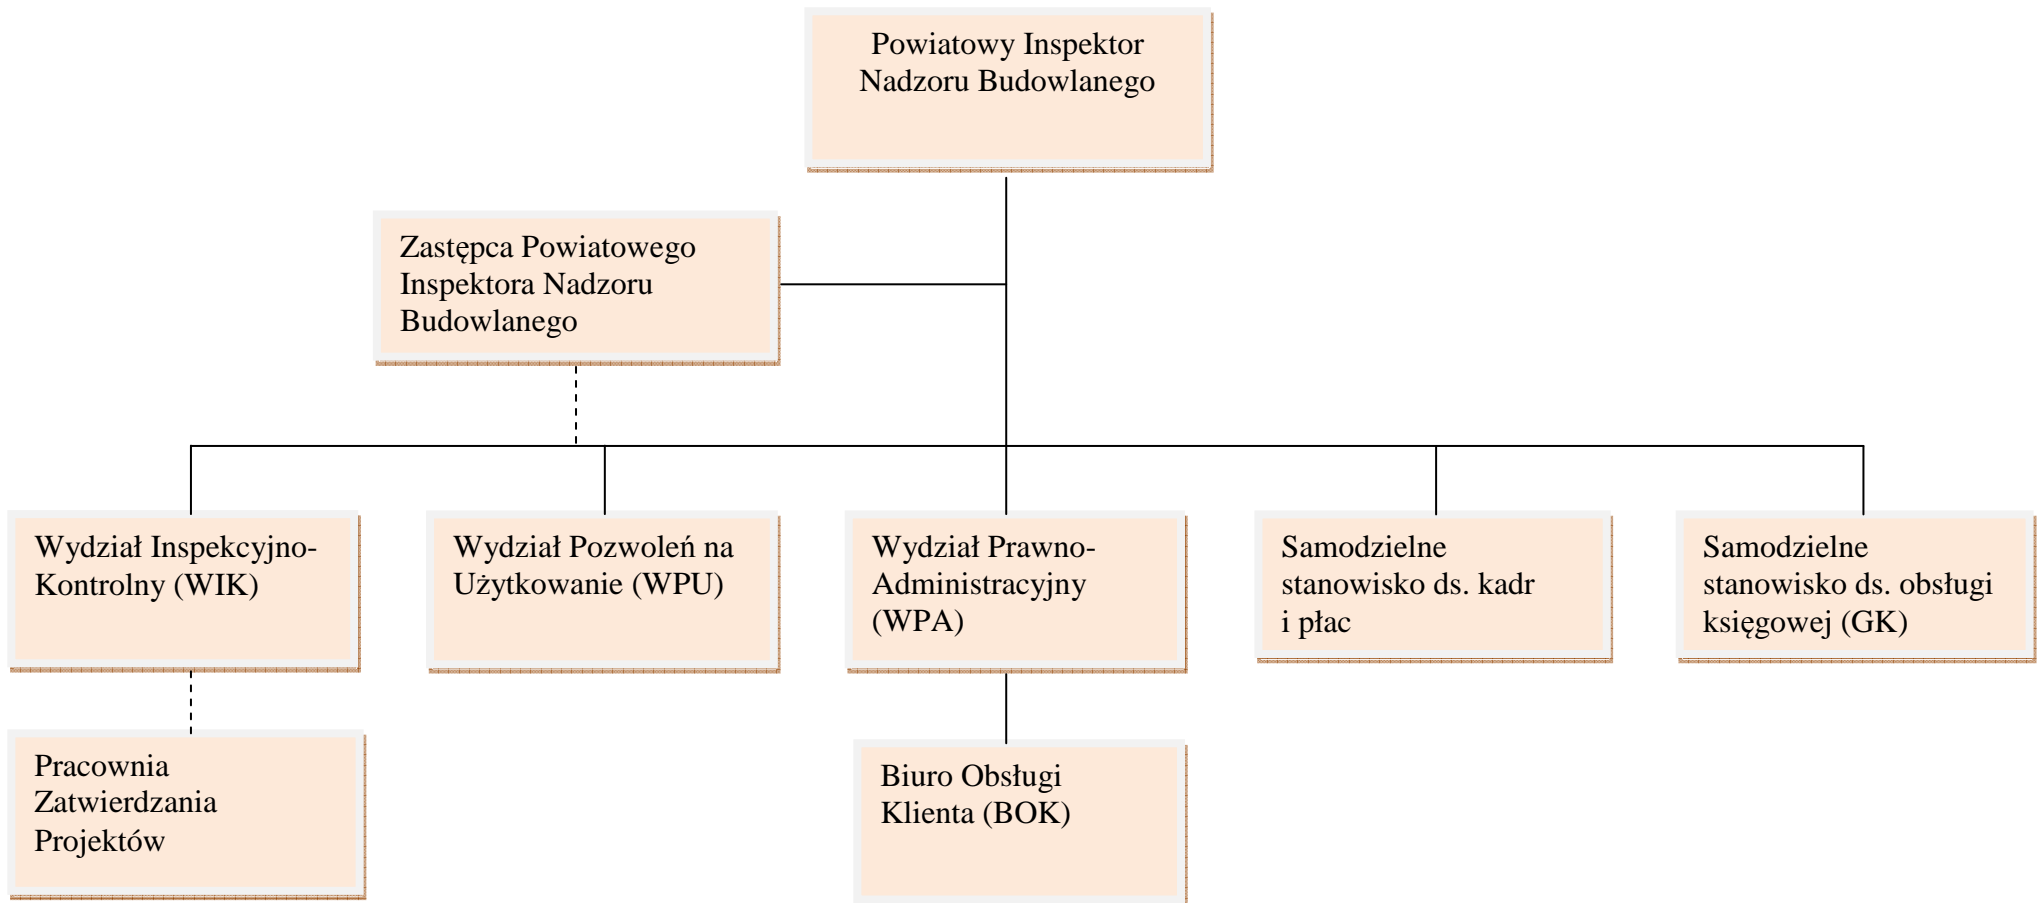 Powiatowy Inspektor
Nadzoru Budowlanego
Zastępca Powiatowego
Inspektora Nadzoru
Budowlanego
Wydział Inspekcyjno-
Kontrolny (WIK)
Wydział Pozwoleń na
Użytkowanie (WPU)
Wydział Prawno-
Administracyjny
(WPA)
Samodzielne
stanowisko ds. kadr
i płac
Samodzielne
stanowisko ds. obsługi
księgowej (GK)
Pracownia
Zatwierdzania
Projektów
Biuro Obsługi
Klienta (BOK)